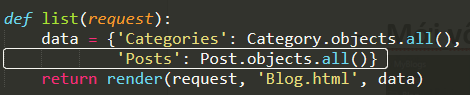 def list(request):
    data = {'Categories': Category.objects.all(),
            'Posts': Post.objects.all()}
    return render(request, 'Blog.html', data)